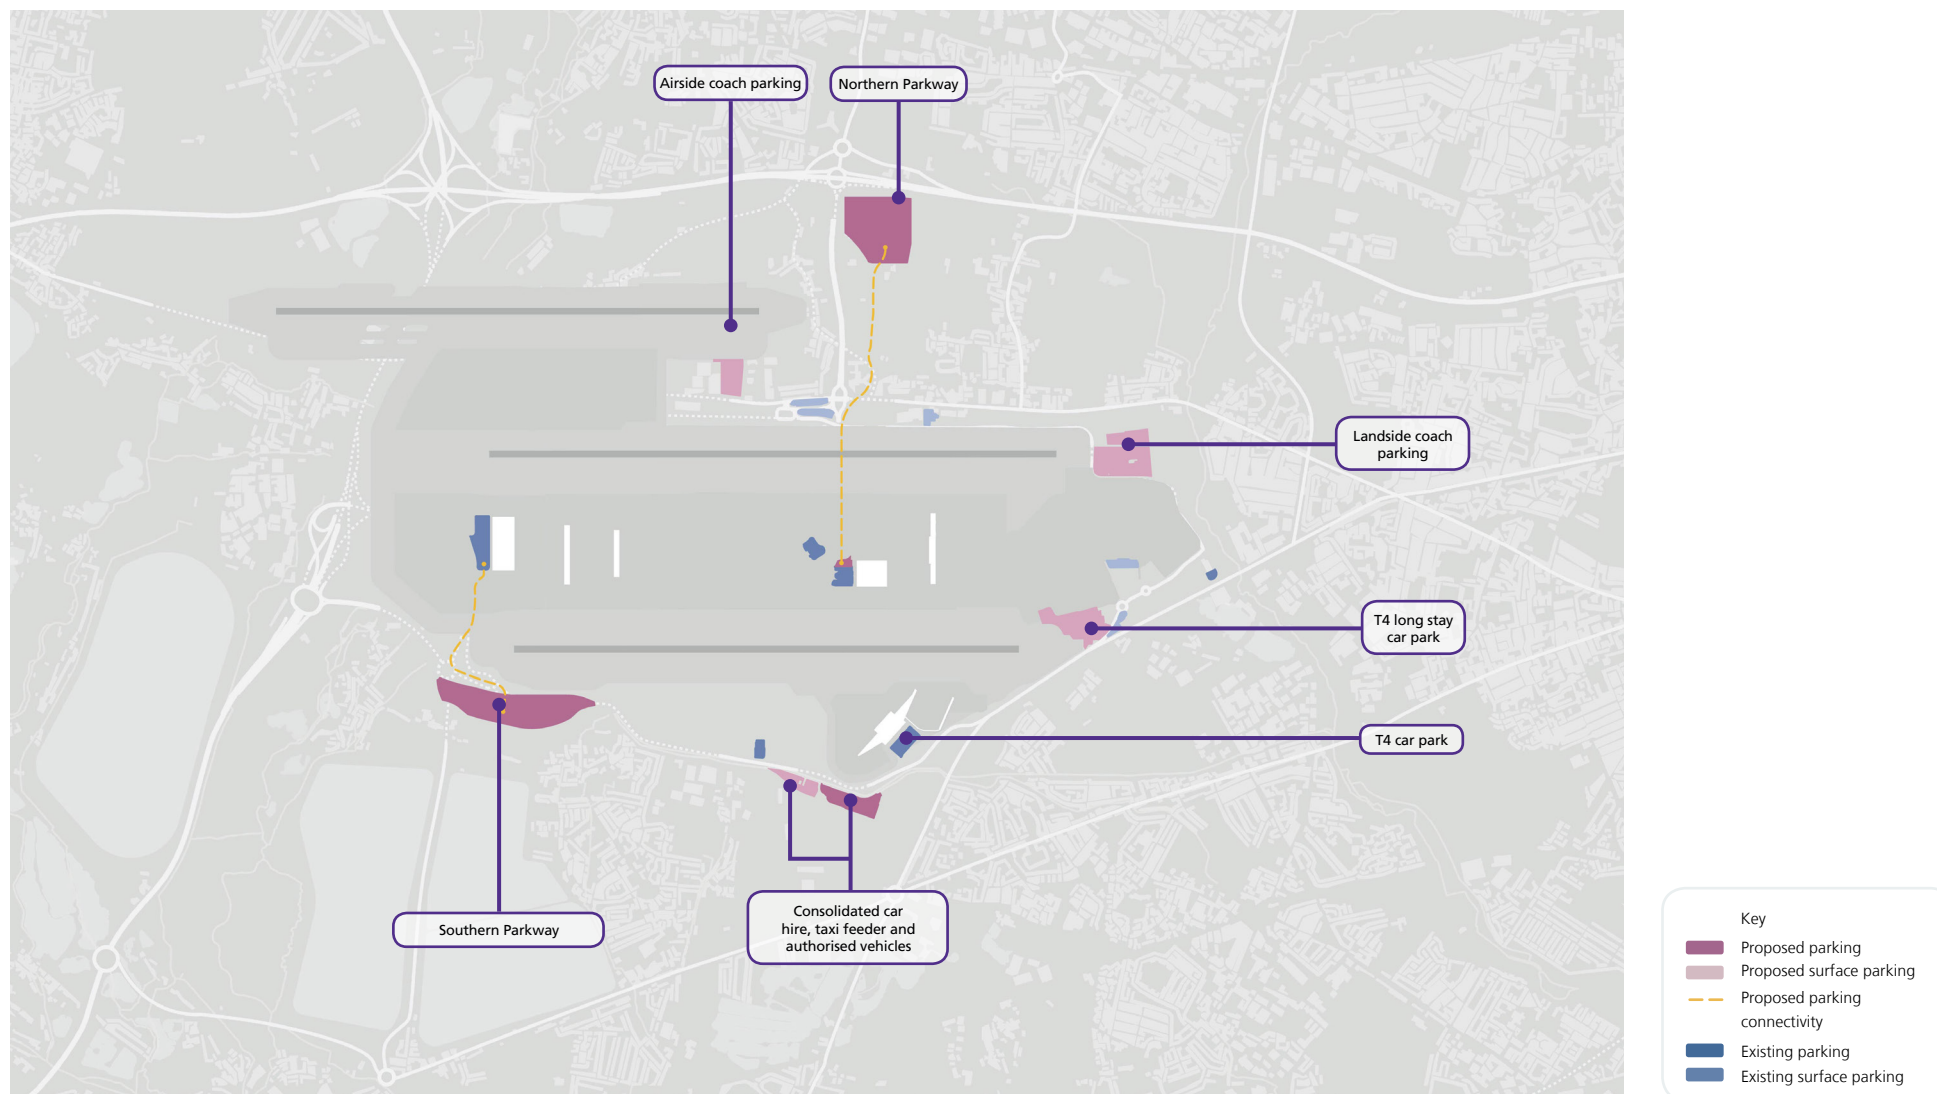 Airside coach parking
Northern Parkway
Landside coach
parking
T4 long stay
car park
T4 car park
Southern Parkway
Consolidated car
hire, taxi feeder and
authorised vehicles
Key
Proposed parking
Proposed surface parking
Proposed parking
connectivity
Existing parking
Existing surface parking